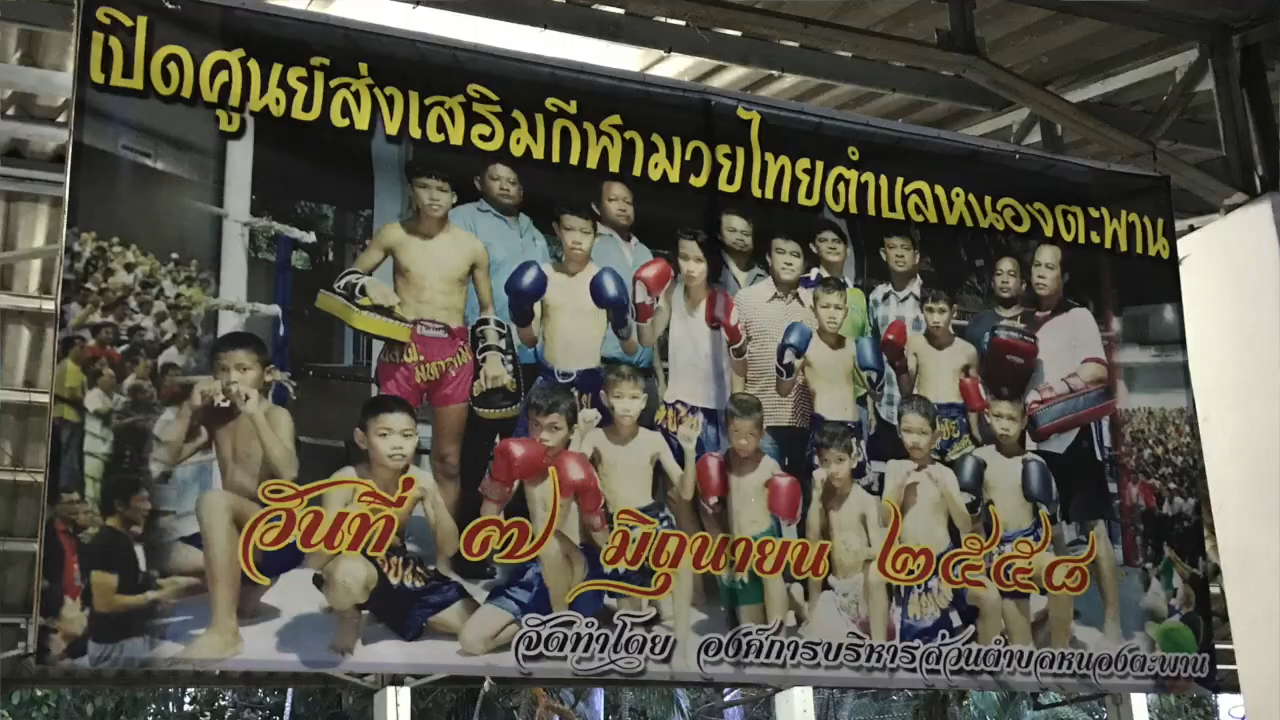 เปิดศูนย์ส่งเสริมกีฬามวยไทยตำบลหนองตะพาน
วันที่ ๗ มิถุนายน ๒๕๕๘
จัดทำโดย องค์การบริหารส่วนตำบลหนองตะพาน